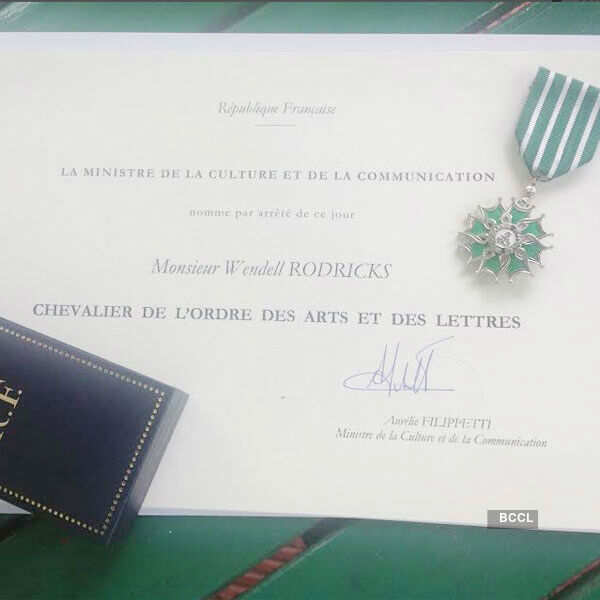 République Française
LA MINISTRE DE LA CULTURE ET DE LA COMMUNICATION
nomme par arrêté de ce jour
Monsieur Wendell RODRICKS
CHEVALIER DE L'ORDRE DES ARTS ET DES LETTRES
Aurélie FILIPPETTI
Ministre de la Culture et de la Communication
BCCL